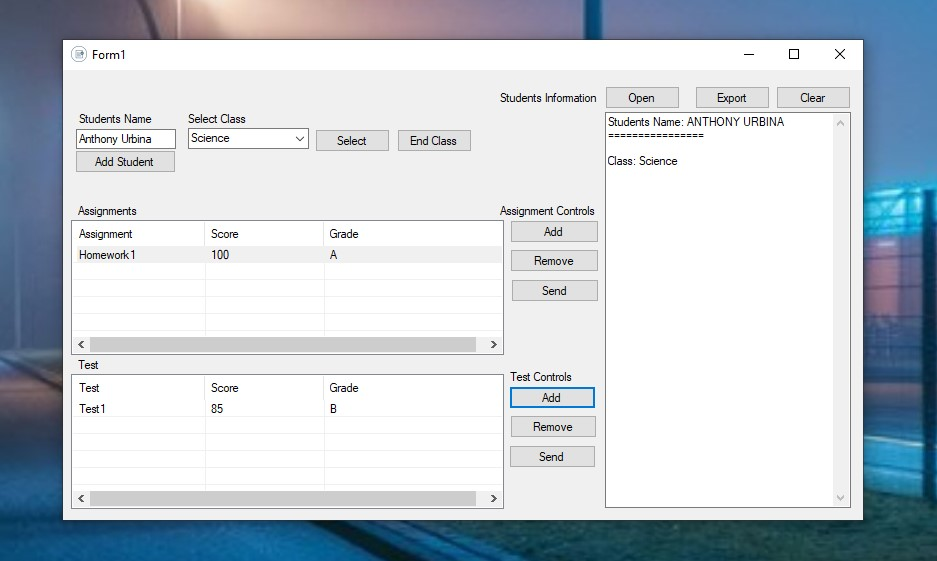 Form1
Students Information Open Export Clear
Students Name Select Class
Anthony Urbina Science Select End Class
Add Student
Students Name: ANTHONY URBINA
================
Class: Science
Assignments
Assignment Score Grade
Homework1 100 A
Assignment Controls
Add
Remove
Send
Test
Test Score Grade
Test1 85 B
Test Controls
Add
Remove
Send